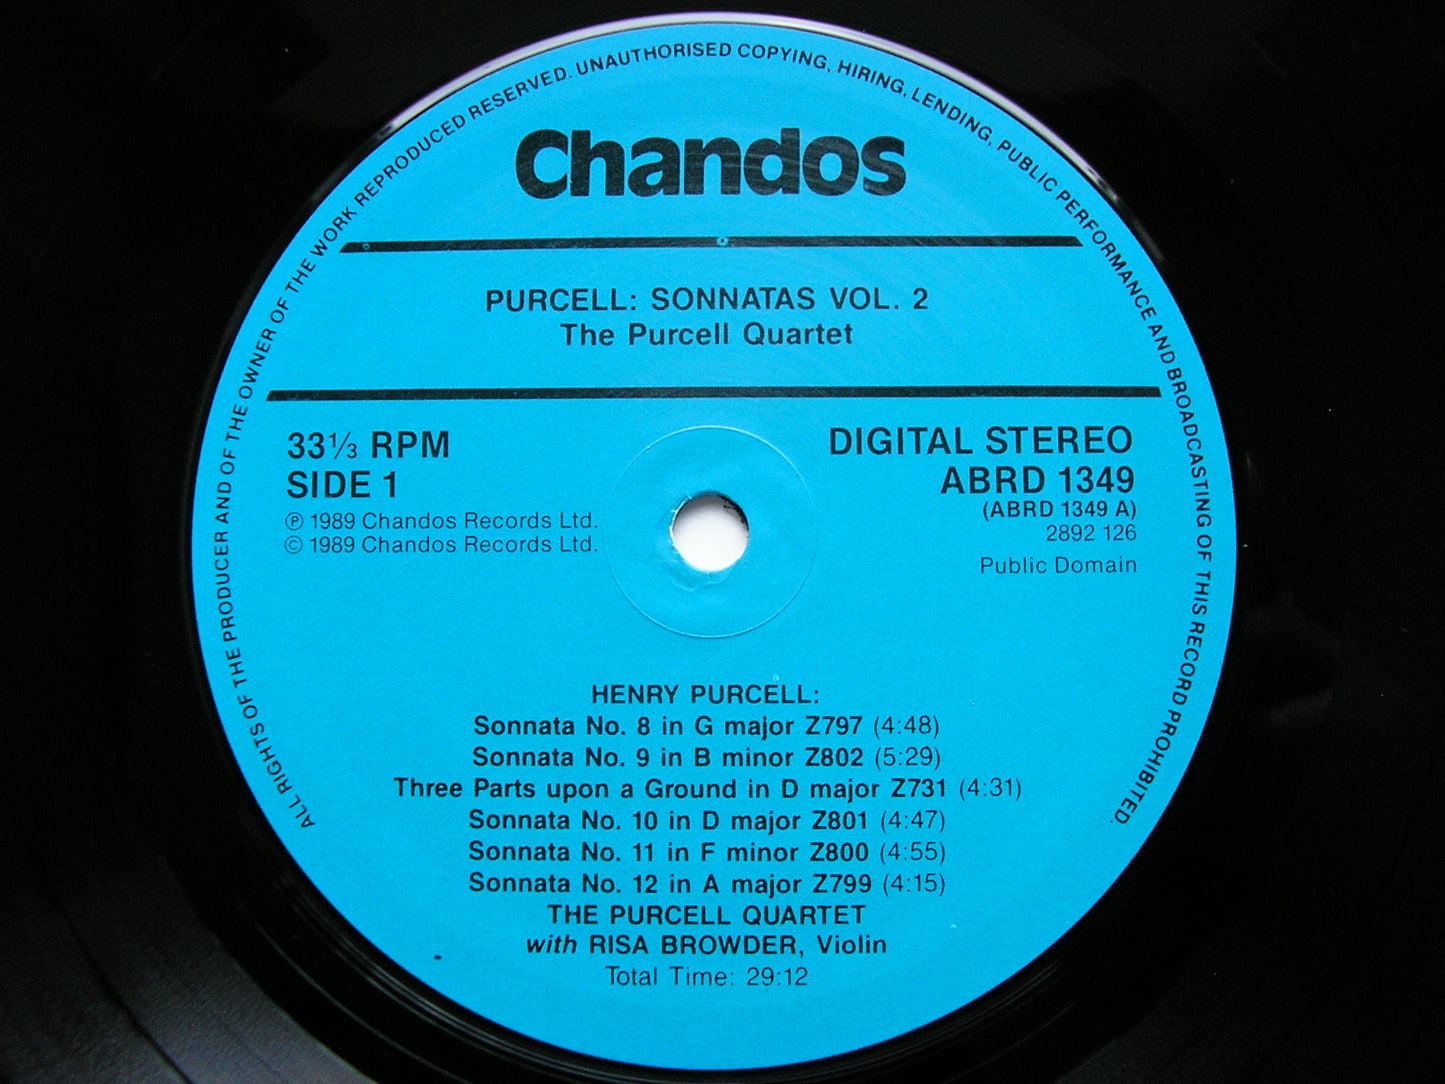 ALL RIGHTS OF THE PRODUCER AND OF THE OWNER OF THE WORK REPRODUCED RESERVED. UNAUTHORISED COPYING, HIRING, LENDING, PUBLIC PERFORMANCE AND BROADCASTING OF THIS RECORD PROHIBITED.
Chandos
PURCELL: SONNATAS VOL. 2
The Purcell Quartet
33⅓ RPM
SIDE 1
℗ 1989 Chandos Records Ltd.
© 1989 Chandos Records Ltd.
DIGITAL STEREO
ABRD 1349
(ABRD 1349 A)
2892 126
Public Domain
HENRY PURCELL:
Sonnata No. 8 in G major Z797 (4:48)
Sonnata No. 9 in B minor Z802 (5:29)
Three Parts upon a Ground in D major Z731 (4:31)
Sonnata No. 10 in D major Z801 (4:47)
Sonnata No. 11 in F minor Z800 (4:55)
Sonnata No. 12 in A major Z799 (4:15)
THE PURCELL QUARTET
with RISA BROWDER, Violin
Total Time: 29:12